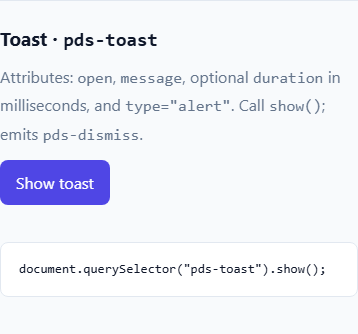 Toast · pds-toast
Attributes: open, message, optional duration in
milliseconds, and type="alert". Call show();
emits pds-dismiss.
Show toast
document.querySelector("pds-toast").show();